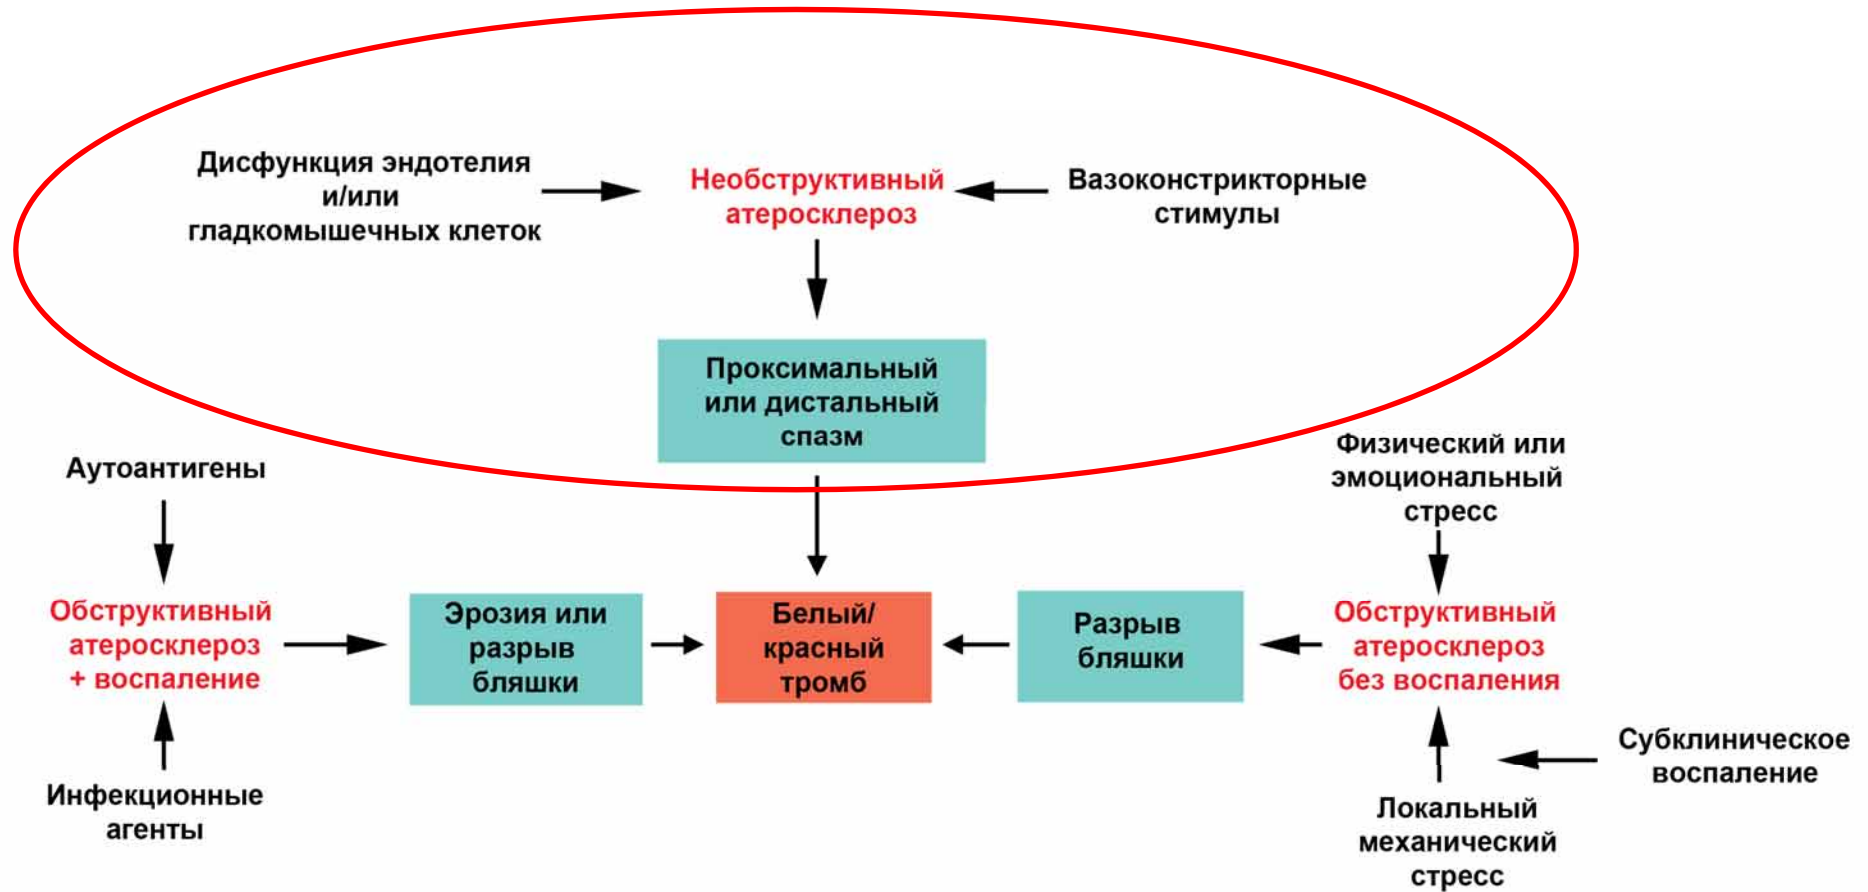 Дисфункция эндотелия
и/или
гладкомышечных клеток
Необструктивный
атеросклероз
Вазоконстрикторные
стимулы
Проксимальный
или дистальный
спазм
Аутоантигены
Физический или
эмоциональный
стресс
Обструктивный
атеросклероз
+ воспаление
Эрозия или
разрыв
бляшки
Белый/
красный
тромб
Разрыв
бляшки
Обструктивный
атеросклероз
без воспаления
Инфекционные
агенты
Субклиническое
воспаление
Локальный
механический
стресс